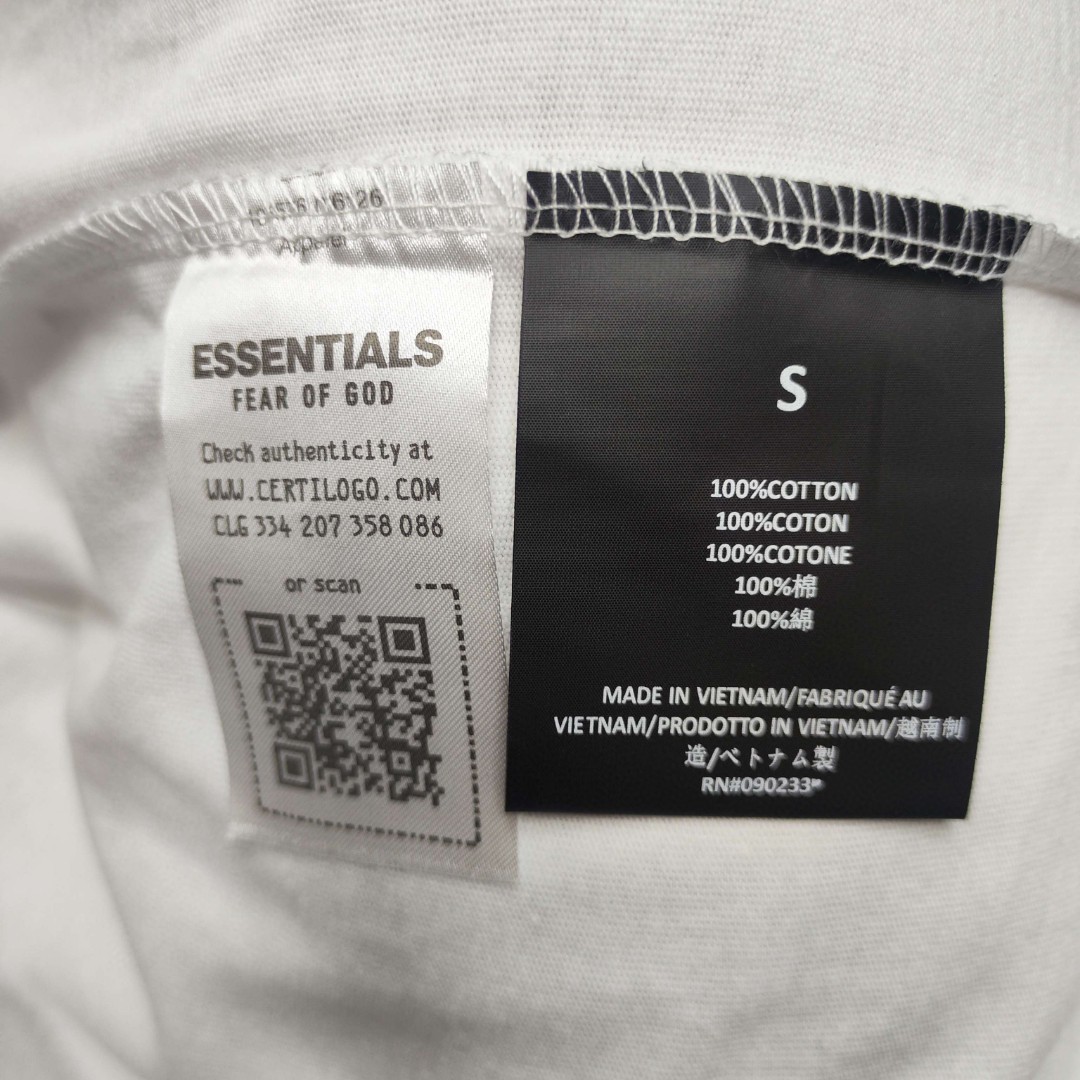 Apparel
ESSENTIALS
FEAR OF GOD
Check authenticity at
WWW.CERTILOGO.COM
CLG 334 207 358 086
or scan
S
100%COTTON
100%COTON
100%COTONE
100%棉
100%綿
MADE IN VIETNAM/FABRIQUÉ AU
VIETNAM/PRODOTTO IN VIETNAM/越南制
造/ベトナム製
RN#090233*